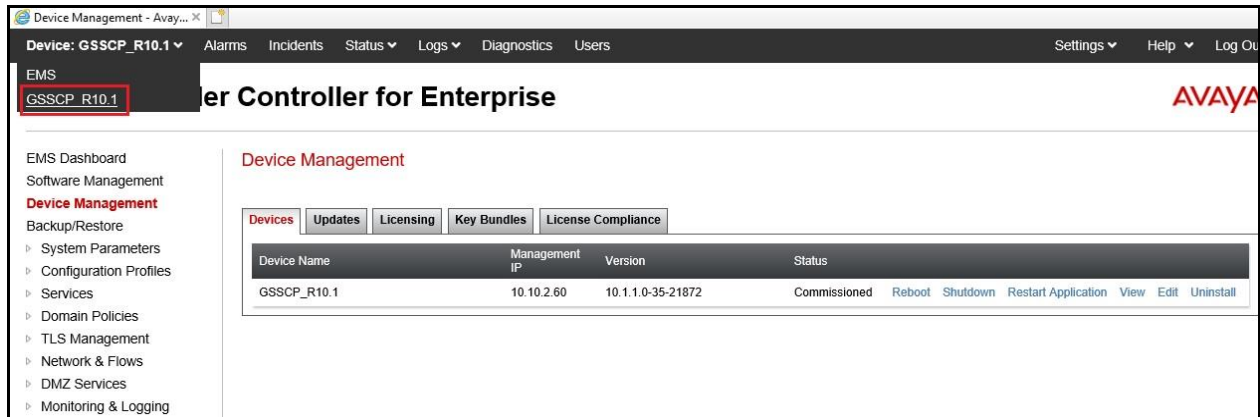 Device Management - Avay...
Device: GSSCP_R10.1 Alarms Incidents Status Logs Diagnostics Users Settings Help Log Ou
EMS
GSSCP_R10.1
er Controller for Enterprise
AVAYA
EMS Dashboard
Software Management
Device Management
Backup/Restore
System Parameters
Configuration Profiles
Services
Domain Policies
TLS Management
Network & Flows
DMZ Services
Monitoring & Logging
Device Management
Devices Updates Licensing Key Bundles License Compliance
Device Name Management IP Version Status
GSSCP_R10.1 10.10.2.60 10.1.1.0-35-21872 Commissioned Reboot Shutdown Restart Application View Edit Uninstall